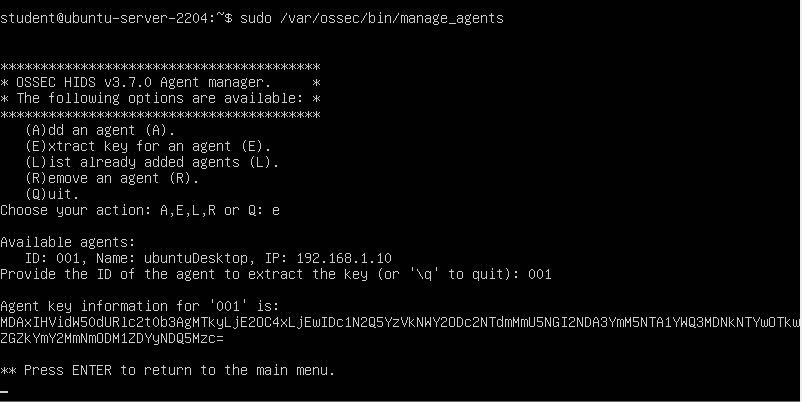 student@ubuntu-server-2204:~$ sudo /var/ossec/bin/manage_agents
****************************************
* OSSEC HIDS v3.7.0 Agent manager.     *
* The following options are available: *
****************************************
(A)dd an agent (A).
(E)xtract key for an agent (E).
(L)ist already added agents (L).
(R)emove an agent (R).
(Q)uit.
Choose your action: A,E,L,R or Q: e
Available agents:
ID: 001, Name: ubuntuDesktop, IP: 192.168.1.10
Provide the ID of the agent to extract the key (or '\q' to quit): 001
Agent key information for '001' is:
MDAxIHVidW50dURlc2t0b3AgMTkyLjE2OC4xLjEwIDc1N2Q5YzVkNWY2ODc2NTdmMmU5NGI2NDA3YmM5NTA1YWQ3MDNkNTYwOTkw
ZGZkYmY2MmNmODM1ZDYyNDQ5Mzc=
** Press ENTER to return to the main menu.